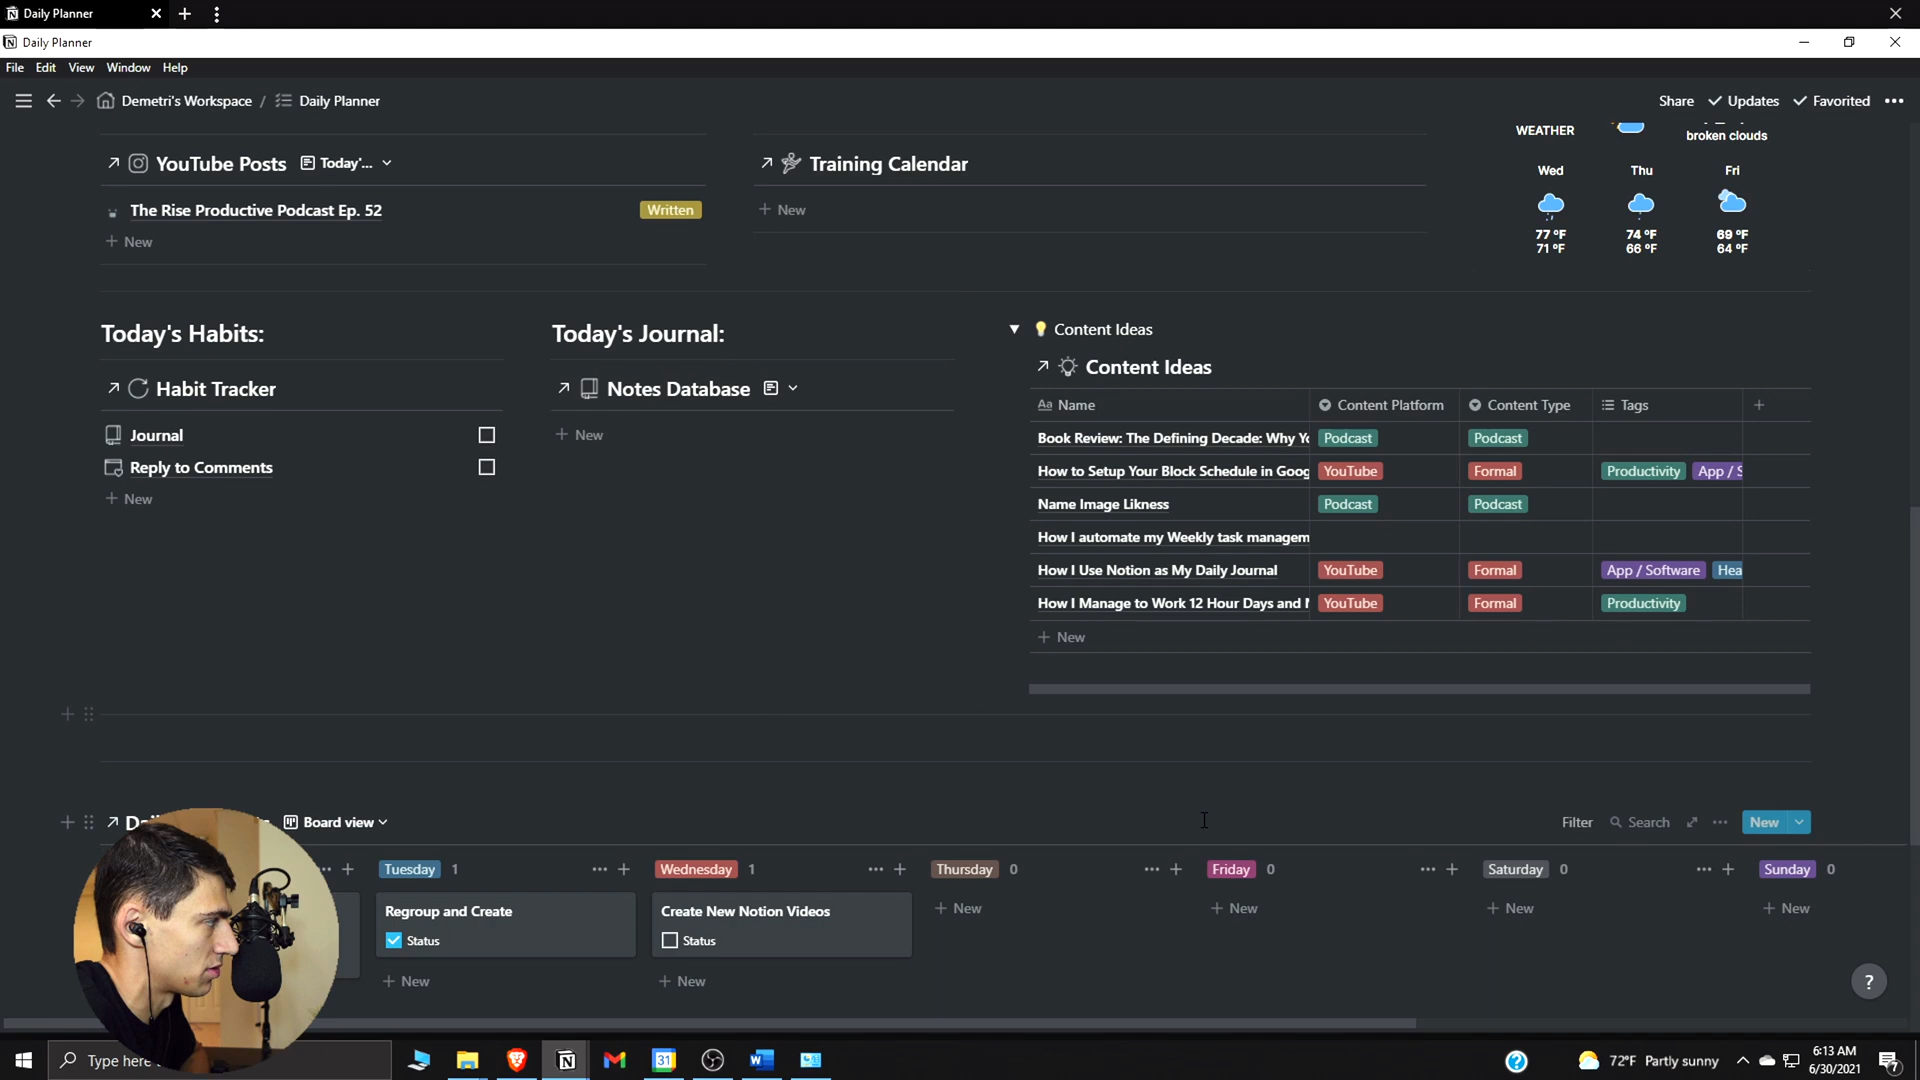 Daily Planner
Daily Planner
File Edit View Window Help
Demetri's Workspace / Daily Planner
Share Updates Favorited
WEATHER
broken clouds
Wed Thu Fri
77 °F 74 °F 69 °F
71 °F 66 °F 64 °F
YouTube Posts Today'...
The Rise Productive Podcast Ep. 52 Written
+ New
Training Calendar
+ New
Today's Habits:
Habit Tracker
Journal
Reply to Comments
+ New
Today's Journal:
Notes Database
+ New
💡 Content Ideas
Content Ideas
Aa Name Content Platform Content Type Tags
Book Review: The Defining Decade: Why Yo Podcast Podcast
How to Setup Your Block Schedule in Goog YouTube Formal Productivity App / S
Name Image Likness Podcast Podcast
How I automate my Weekly task managem
How I Use Notion as My Daily Journal YouTube Formal App / Software Hea
How I Manage to Work 12 Hour Days and YouTube Formal Productivity
+ New
Board view
Filter Search New
Tuesday 1 Wednesday 1 Thursday 0 Friday 0 Saturday 0 Sunday 0
Regroup and Create
Status
+ New
Create New Notion Videos
Status
+ New
+ New
+ New
+ New
+ New
?
Type here
31
72°F Partly sunny
6:13 AM
6/30/2021
7